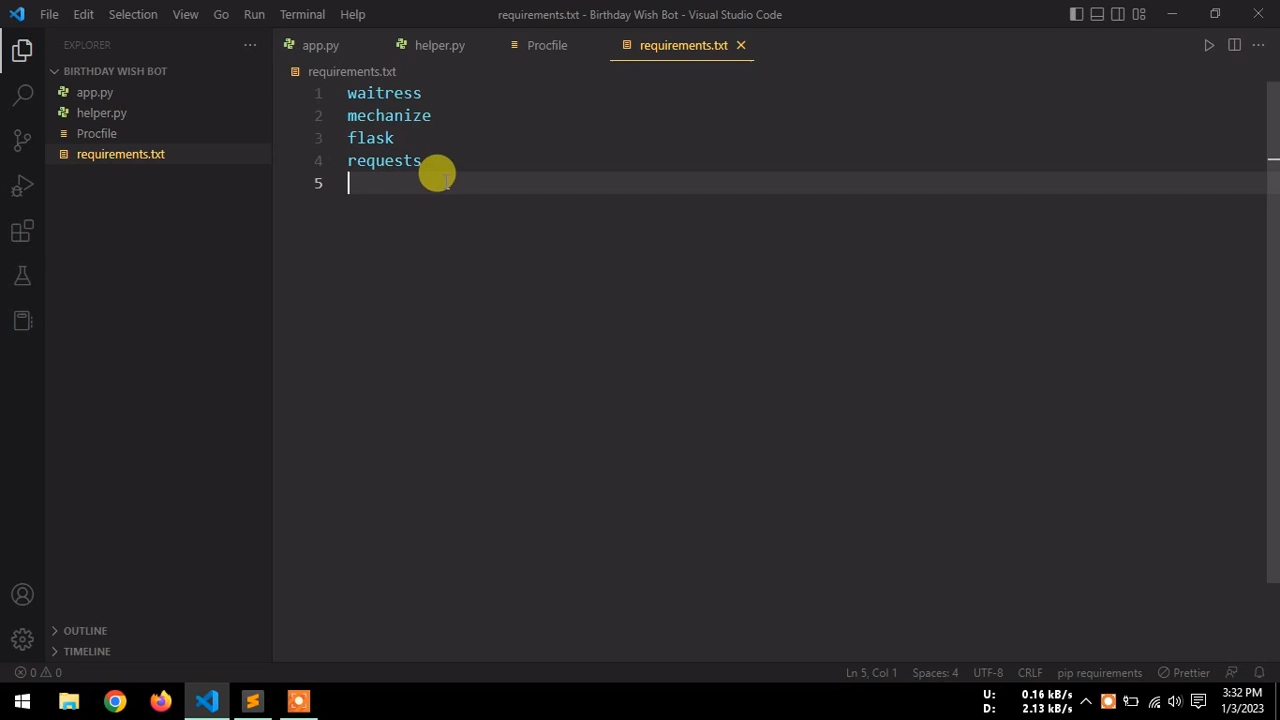 File Edit Selection View Go Run Terminal Help requirements.txt - Birthday Wish Bot - Visual Studio Code
EXPLORER
app.py helper.py Procfile requirements.txt
BIRTHDAY WISH BOT
requirements.txt
app.py
helper.py
Procfile
requirements.txt
1 waitress
2 mechanize
3 flask
4 requests
5
OUTLINE
TIMELINE
0 0 Ln 5, Col 1 Spaces: 4 UTF-8 CRLF pip requirements Prettier
U: 0.16 kB/s
D: 2.13 kB/s
3:32 PM
1/3/2023